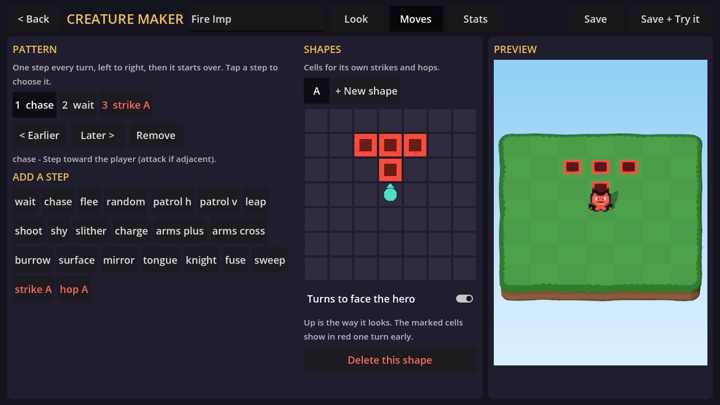 < Back CREATURE MAKER Fire Imp Look Moves Stats Save Save + Try it
PATTERN
One step every turn, left to right, then it starts over. Tap a step to
choose it.
1 chase 2 wait 3 strike A
< Earlier Later > Remove
chase - Step toward the player (attack if adjacent).
ADD A STEP
wait chase flee random patrol h patrol v leap
shoot shy slither charge arms plus arms cross
burrow surface mirror tongue knight fuse sweep
strike A hop A
SHAPES
Cells for its own strikes and hops.
A + New shape
Turns to face the hero
Up is the way it looks. The marked cells
show in red one turn early.
Delete this shape
PREVIEW